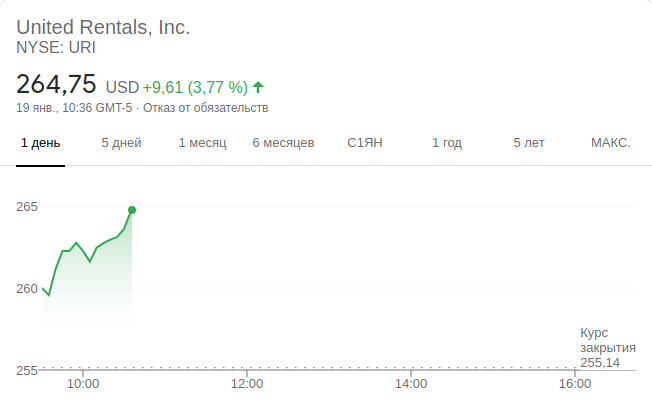 United Rentals, Inc.
NYSE: URI
264,75 USD +9,61 (3,77 %)
19 янв., 10:36 GMT-5 · Отказ от обязательств
1 день 5 дней 1 месяц 6 месяцев С1ЯН 1 год 5 лет МАКС.
265
260
255
Курс
закрытия
255,14
10:00 12:00 14:00 16:00